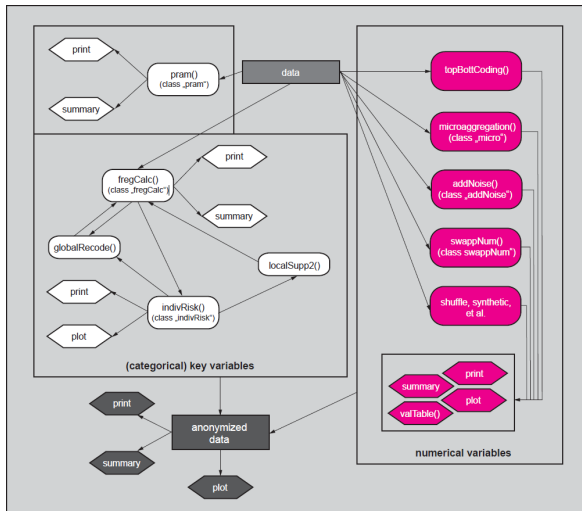 print
pram()
(class „pram“)
summary
data
topBottCoding()
microaggregation()
(class „micro“)
addNoise()
(class „addNoise“)
swappNum()
(class swappNum“)
shuffle, synthetic,
et al.
print
summary
plot
valTable()
numerical variables
fregCalc()
(class „fregCalc“)
print
summary
globalRecode()
localSupp2()
print
indivRisk()
(class „indivRisk“)
plot
(categorical) key variables
print
anonymized
data
summary
plot